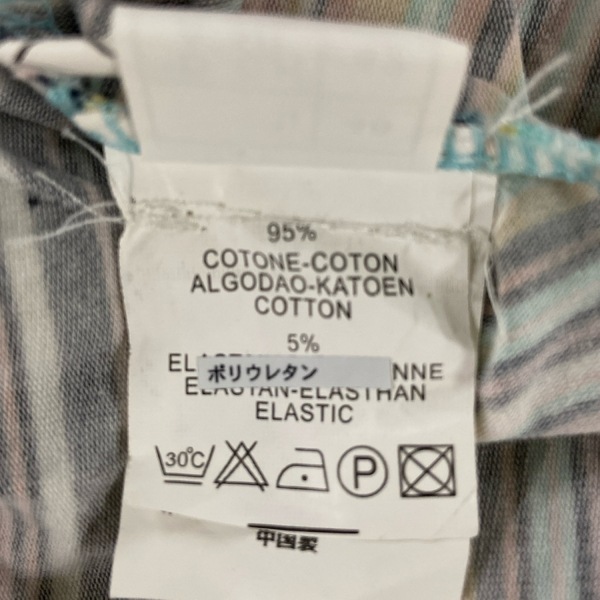 95%
COTONE-COTON
ALGODAO-KATOEN
COTTON
5%
ポリウレタン
NNE
ELASTAN-ELASTHAN
ELASTIC
30℃
P
中国製